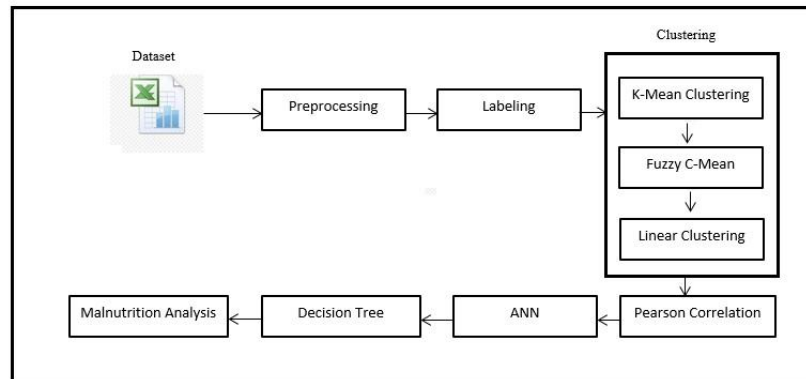 Clustering
Dataset
K-Mean Clustering
Preprocessing
Labeling
Fuzzy C-Mean
Linear Clustering
Malnutrition Analysis
Decision Tree
ANN
Pearson Correlation